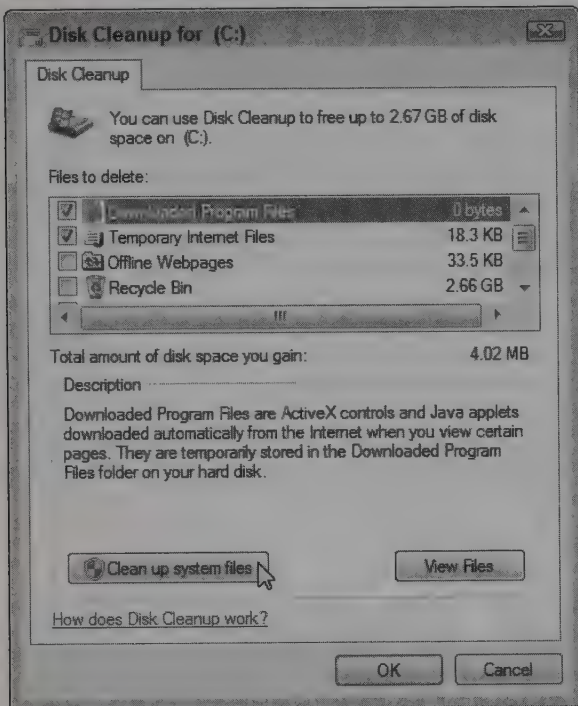 Disk Cleanup for (C:)
Disk Cleanup
You can use Disk Cleanup to free up to 2.67 GB of disk
space on (C:).
Files to delete:
Downloaded Program Files 0 bytes
Temporary Internet Files 18.3 KB
Offline Webpages 33.5 KB
Recycle Bin 2.66 GB
Total amount of disk space you gain: 4.02 MB
Description
Downloaded Program Files are ActiveX controls and Java applets
downloaded automatically from the Internet when you view certain
pages. They are temporarily stored in the Downloaded Program
Files folder on your hard disk.
Clean up system files View Files
How does Disk Cleanup work?
OK Cancel